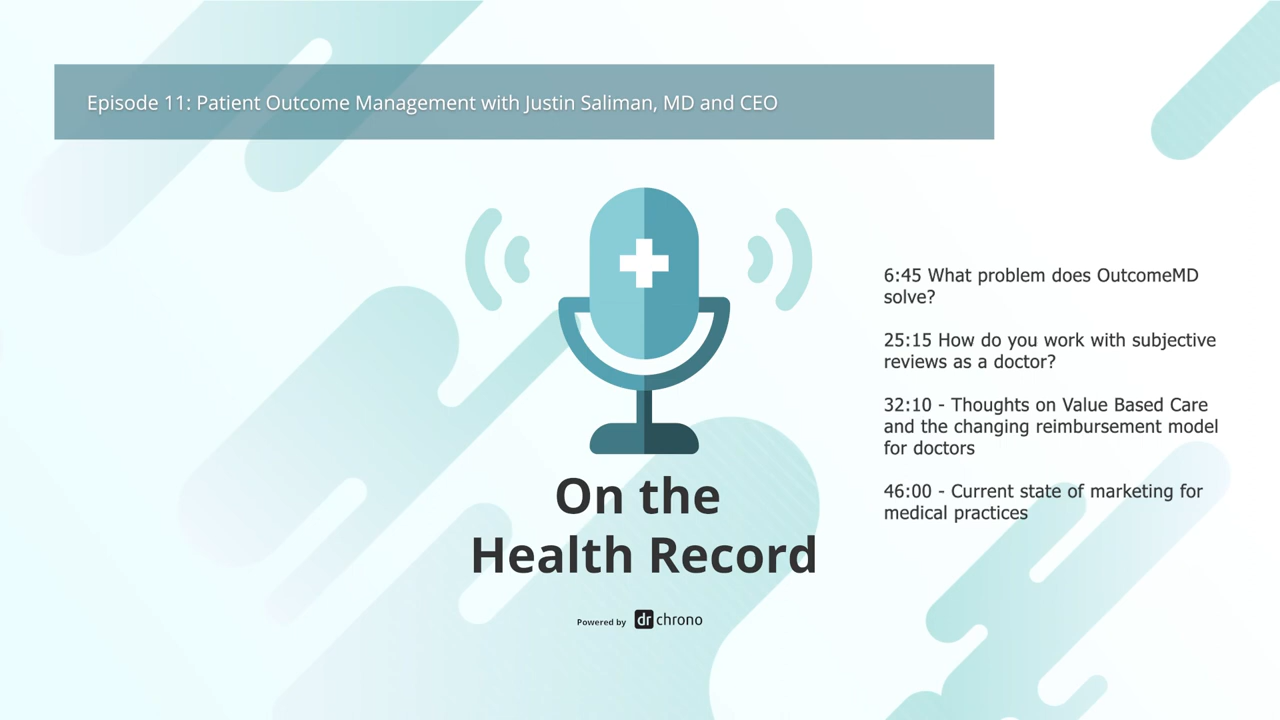 Episode 11: Patient Outcome Management with Justin Saliman, MD and CEO
6:45 What problem does OutcomeMD
solve?
25:15 How do you work with subjective
reviews as a doctor?
32:10 - Thoughts on Value Based Care
and the changing reimbursement model
for doctors
46:00 - Current state of marketing for
medical practices
On the
Health Record
Powered by dr chrono